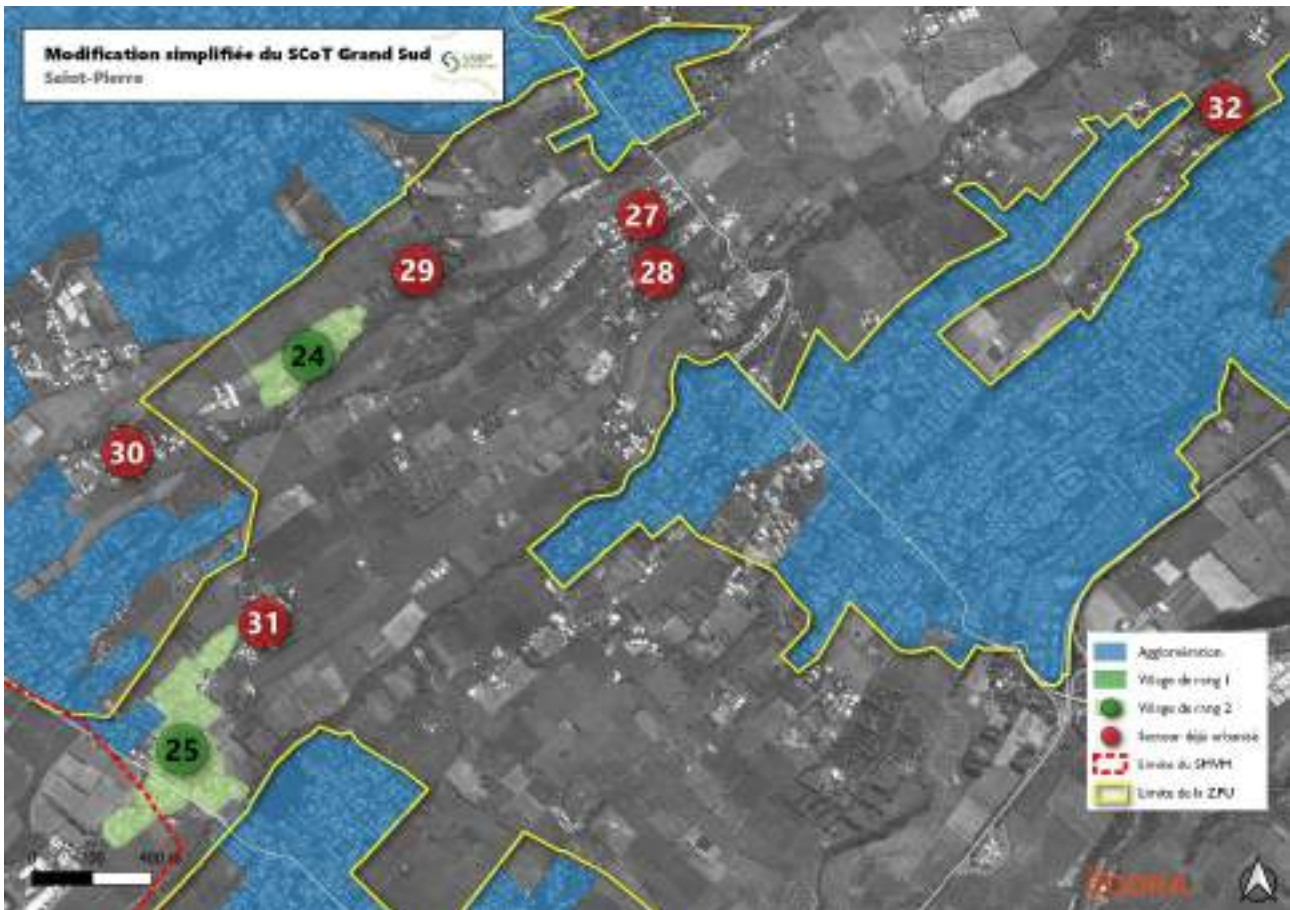 Modification simplifiée du SCoT Grand Sud
Saint-Pierre
32
27
28
29
24
30
31
25
Agglomération
Village de rang 1
Village de rang 2
Secteur déjà urbanisé
Limite du SMVM
Limite de la ZPU
0
400 m